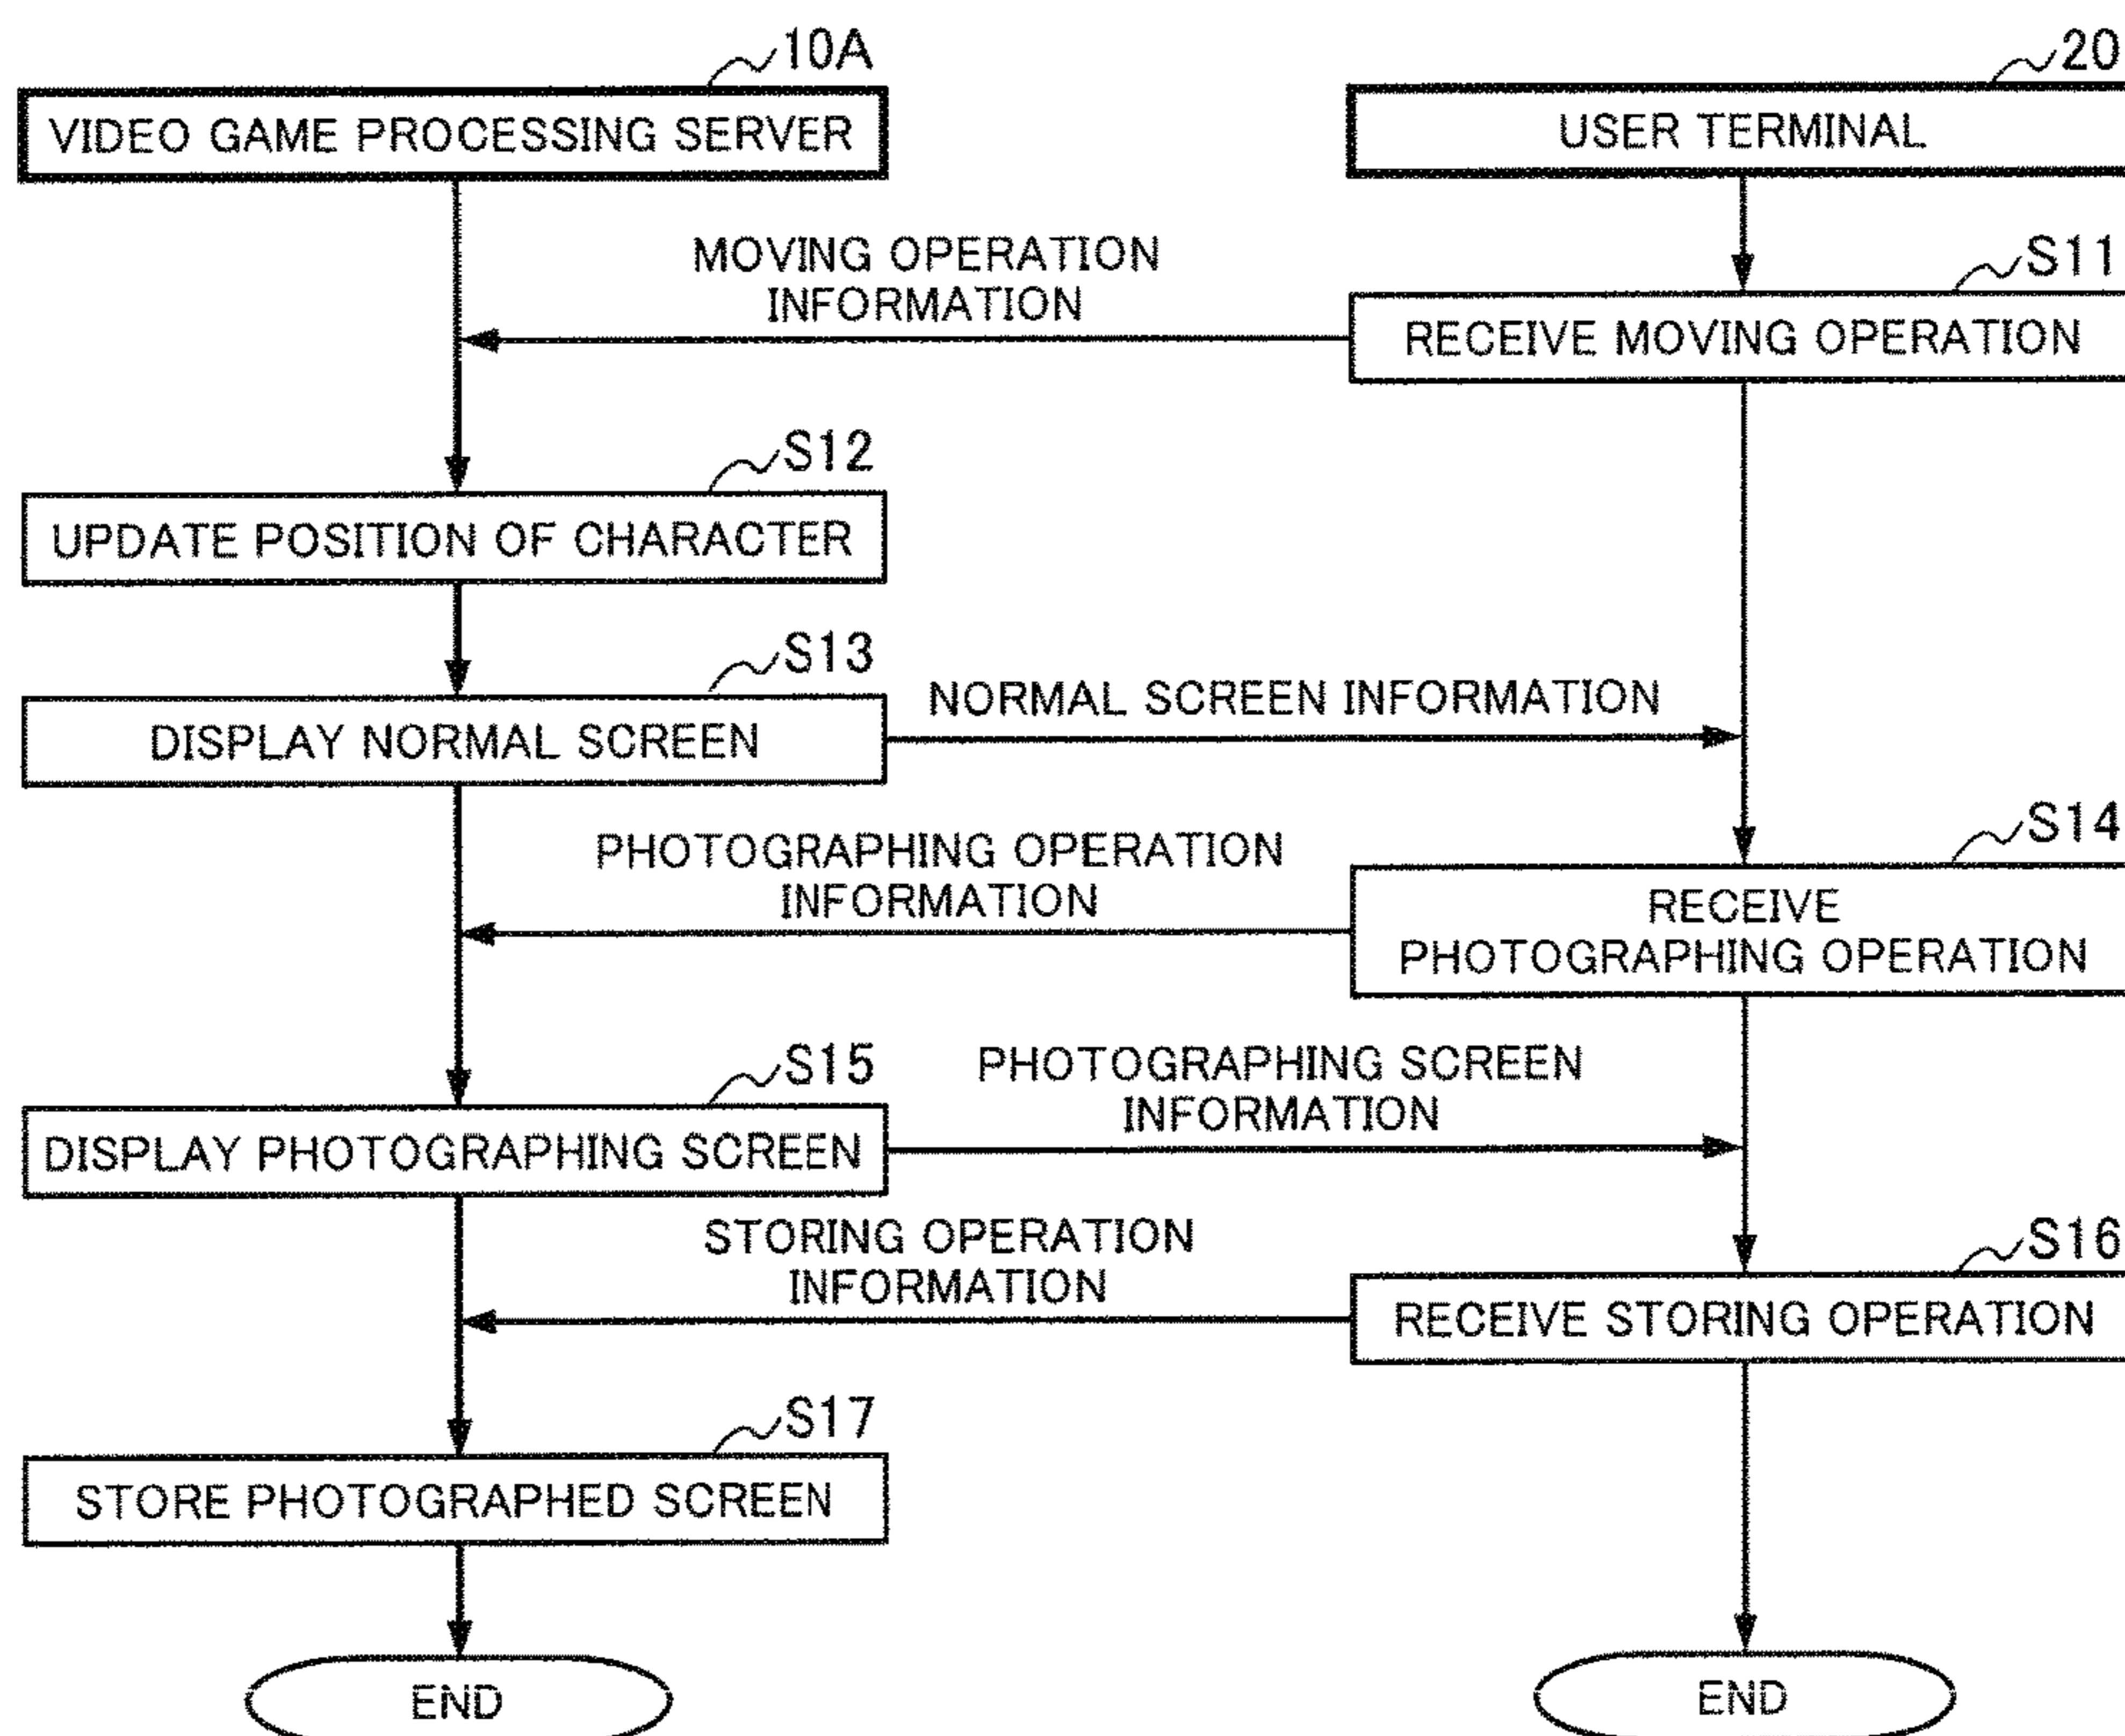 10A
20
VIDEO GAME PROCESSING SERVER
USER TERMINAL
MOVING OPERATION
INFORMATION
S11
RECEIVE MOVING OPERATION
S12
UPDATE POSITION OF CHARACTER
S13
DISPLAY NORMAL SCREEN
NORMAL SCREEN INFORMATION
S14
RECEIVE
PHOTOGRAPHING OPERATION
PHOTOGRAPHING OPERATION
INFORMATION
S15
DISPLAY PHOTOGRAPHING SCREEN
PHOTOGRAPHING SCREEN
INFORMATION
S16
RECEIVE STORING OPERATION
STORING OPERATION
INFORMATION
S17
STORE PHOTOGRAPHED SCREEN
END
END